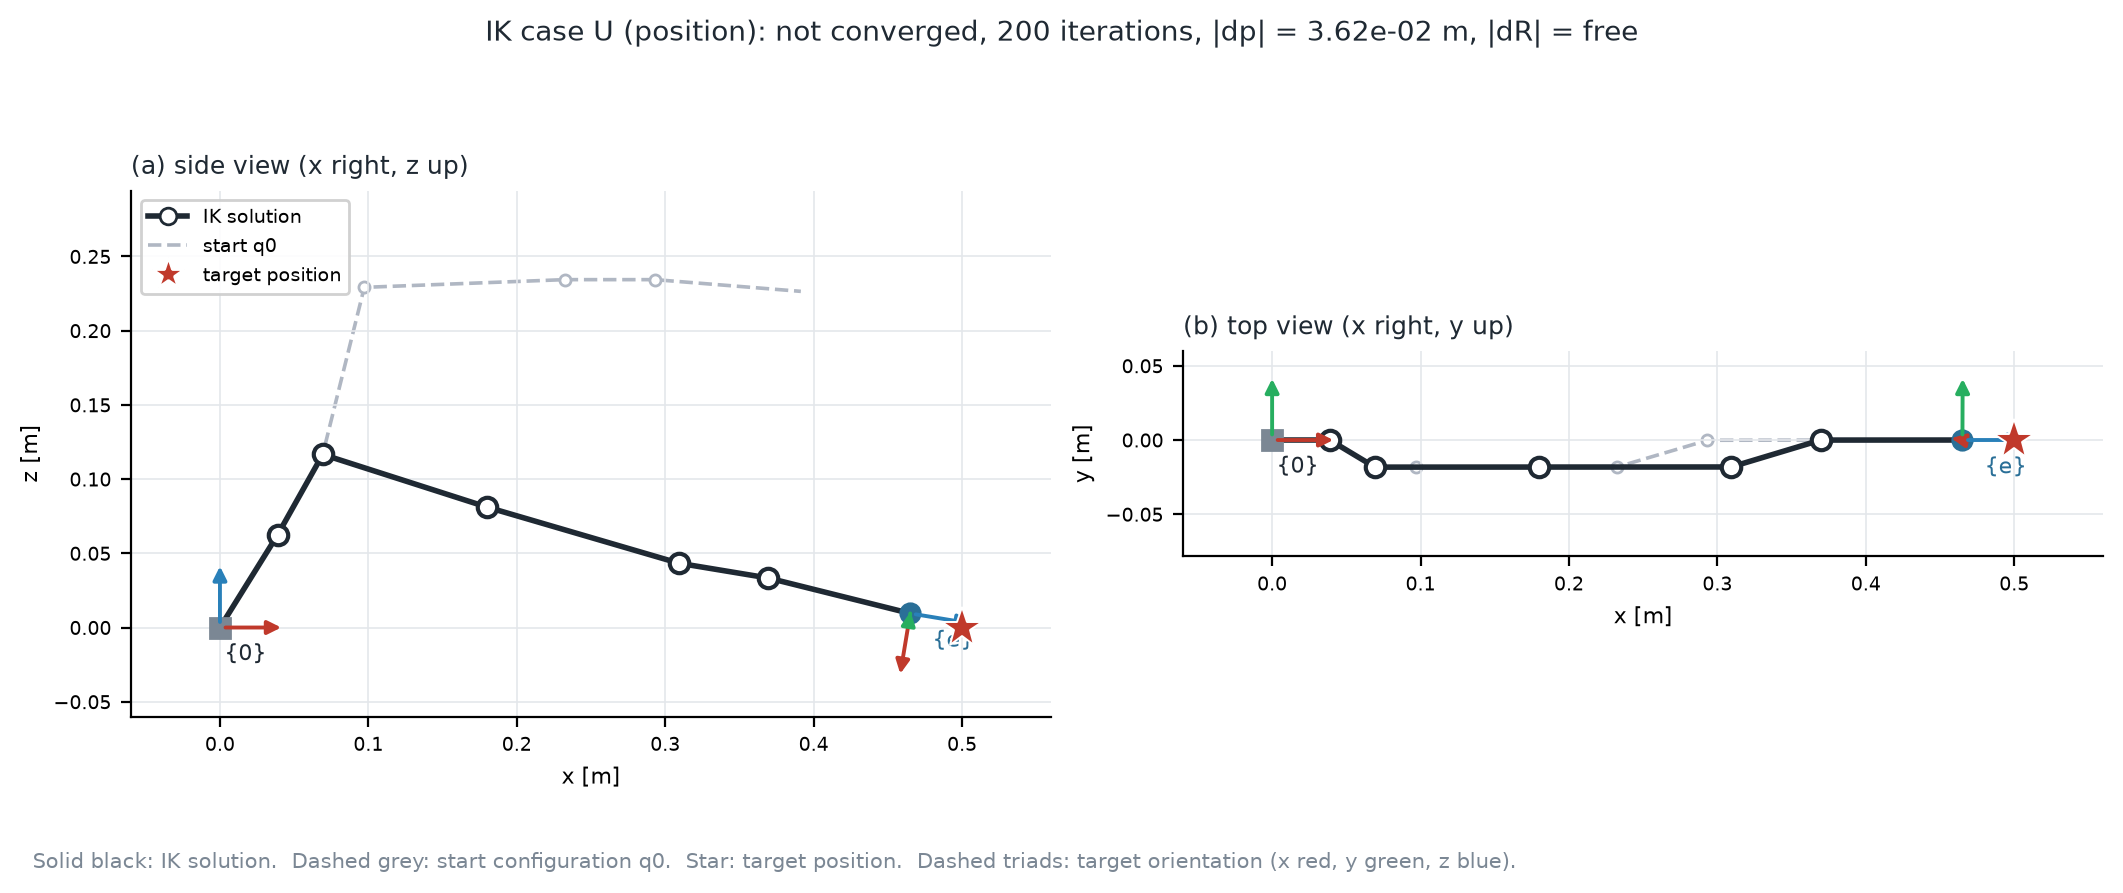 IK case U (position): not converged, 200 iterations, |dp| = 3.62e-02 m, |dR| = free
(a) side view (x right, z up)
IK solution
start q0
target position
0.25
0.20
0.15
0.10
0.05
0.00
−0.05
z [m]
{0}
{e}
0.0 0.1 0.2 0.3 0.4 0.5
x [m]
(b) top view (x right, y up)
0.05
0.00
−0.05
y [m]
{0}
{e}
0.0 0.1 0.2 0.3 0.4 0.5
x [m]
Solid black: IK solution. Dashed grey: start configuration q0. Star: target position. Dashed triads: target orientation (x red, y green, z blue).